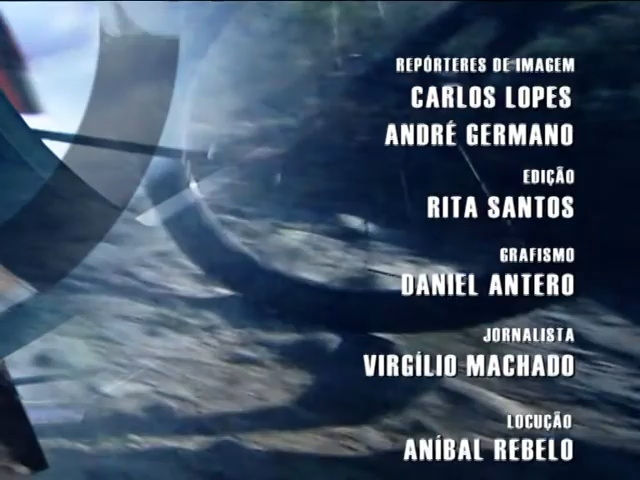 REPÓRTERES DE IMAGEM
CARLOS LOPES
ANDRÉ GERMANO
EDIÇÃO
RITA SANTOS
GRAFISMO
DANIEL ANTERO
JORNALISTA
VIRGÍLIO MACHADO
LOCUÇÃO
ANÍBAL REBELO